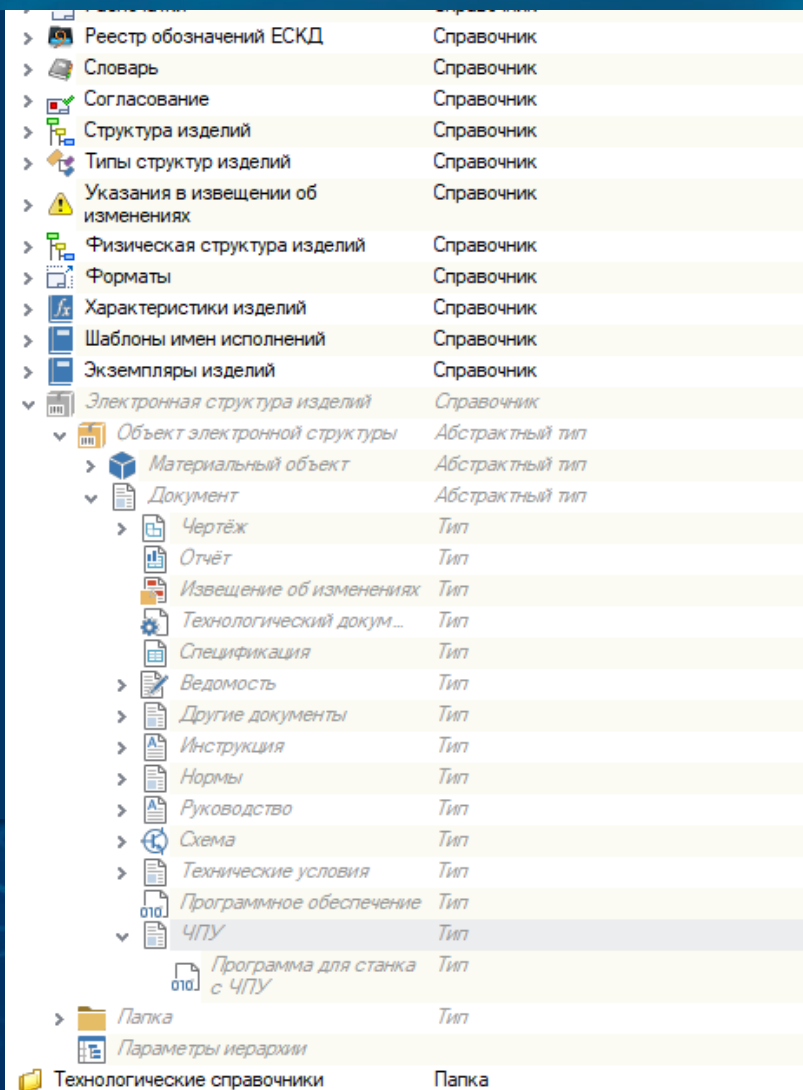 Реестр обозначений ЕСКД Справочник
Словарь Справочник
Согласование Справочник
Структура изделий Справочник
Типы структур изделий Справочник
Указания в извещении об Справочник
изменениях
Физическая структура изделий Справочник
Форматы Справочник
Характеристики изделий Справочник
Шаблоны имен исполнений Справочник
Экземпляры изделий Справочник
Электронная структура изделий Справочник
Объект электронной структуры Абстрактный тип
Материальный объект Абстрактный тип
Документ Абстрактный тип
Чертёж Тип
Отчёт Тип
Извещение об изменениях Тип
Технологический докум... Тип
Спецификация Тип
Ведомость Тип
Другие документы Тип
Инструкция Тип
Нормы Тип
Руководство Тип
Схема Тип
Технические условия Тип
Программное обеспечение Тип
ЧПУ Тип
Программа для станка Тип
с ЧПУ
Папка Тип
Параметры иерархии
Технологические справочники Папка